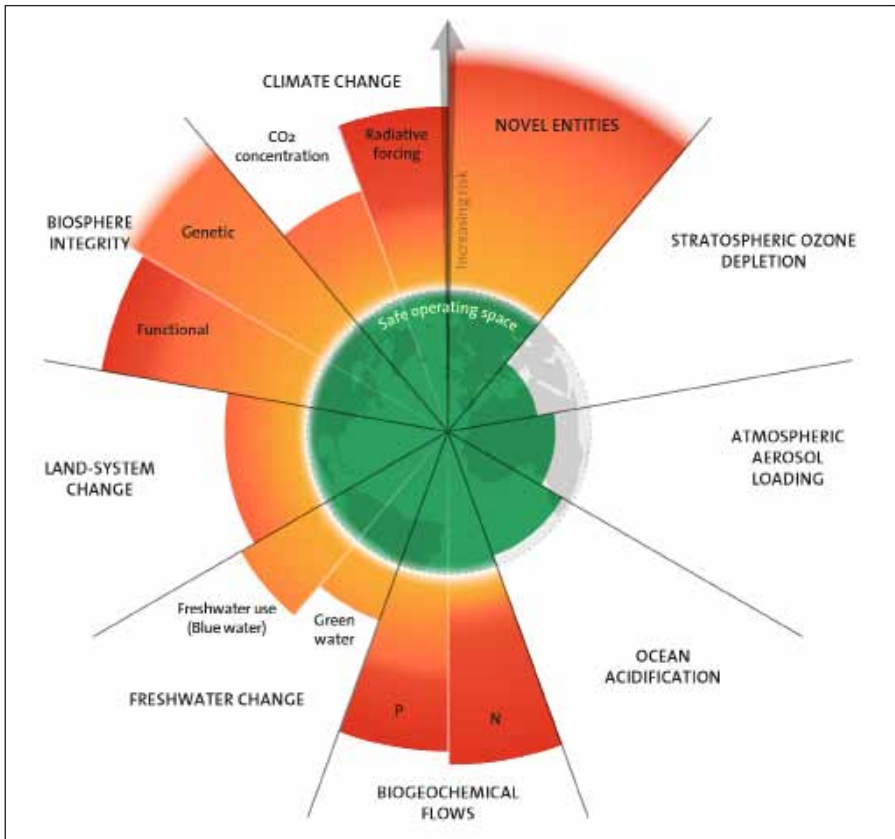 CLIMATE CHANGE
CO2
concentration
Radiative
forcing
NOVEL ENTITIES
Increasing risk
STRATOSPHERIC OZONE
DEPLETION
BIOSPHERE
INTEGRITY
Genetic
Functional
Safe operating space
ATMOSPHERIC
AEROSOL
LOADING
LAND-SYSTEM
CHANGE
Freshwater use
(Blue water)
Green
water
FRESHWATER CHANGE
OCEAN
ACIDIFICATION
P
N
BIOGEOCHEMICAL
FLOWS